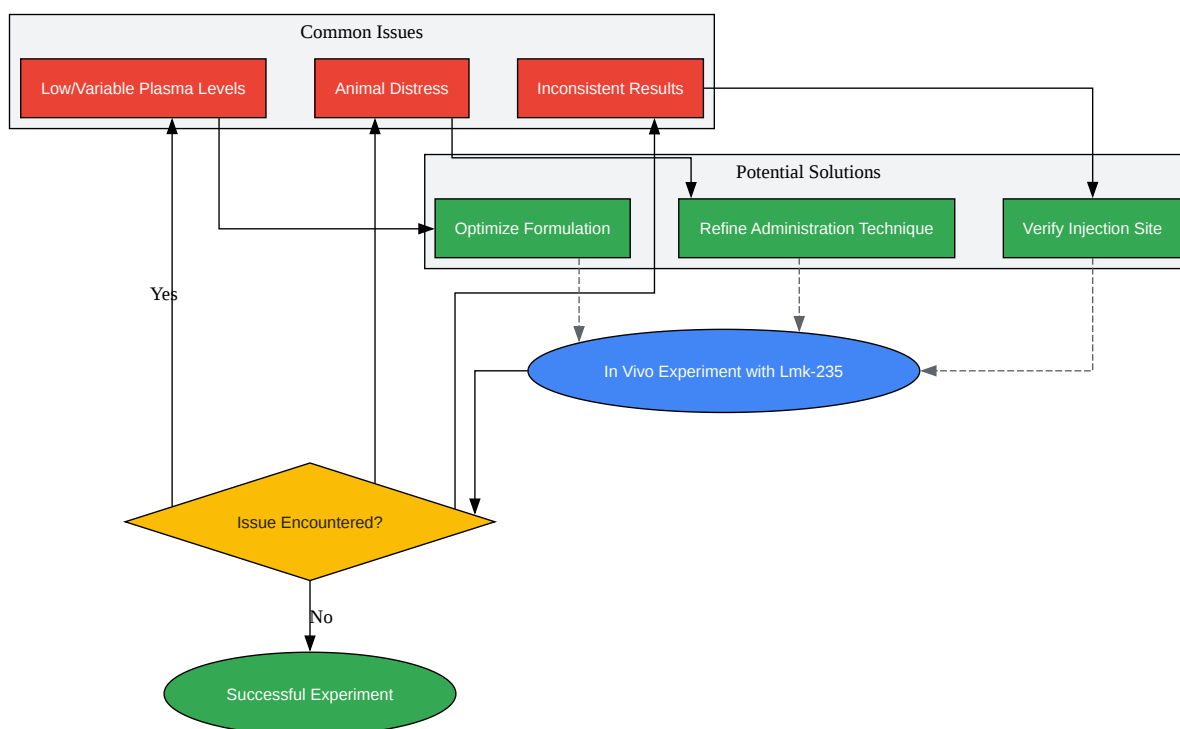 Common Issues
Low/Variable Plasma Levels
Animal Distress
Inconsistent Results
Potential Solutions
Optimize Formulation
Refine Administration Technique
Verify Injection Site
Yes
In Vivo Experiment with Lmk-235
Issue Encountered?
No
Successful Experiment